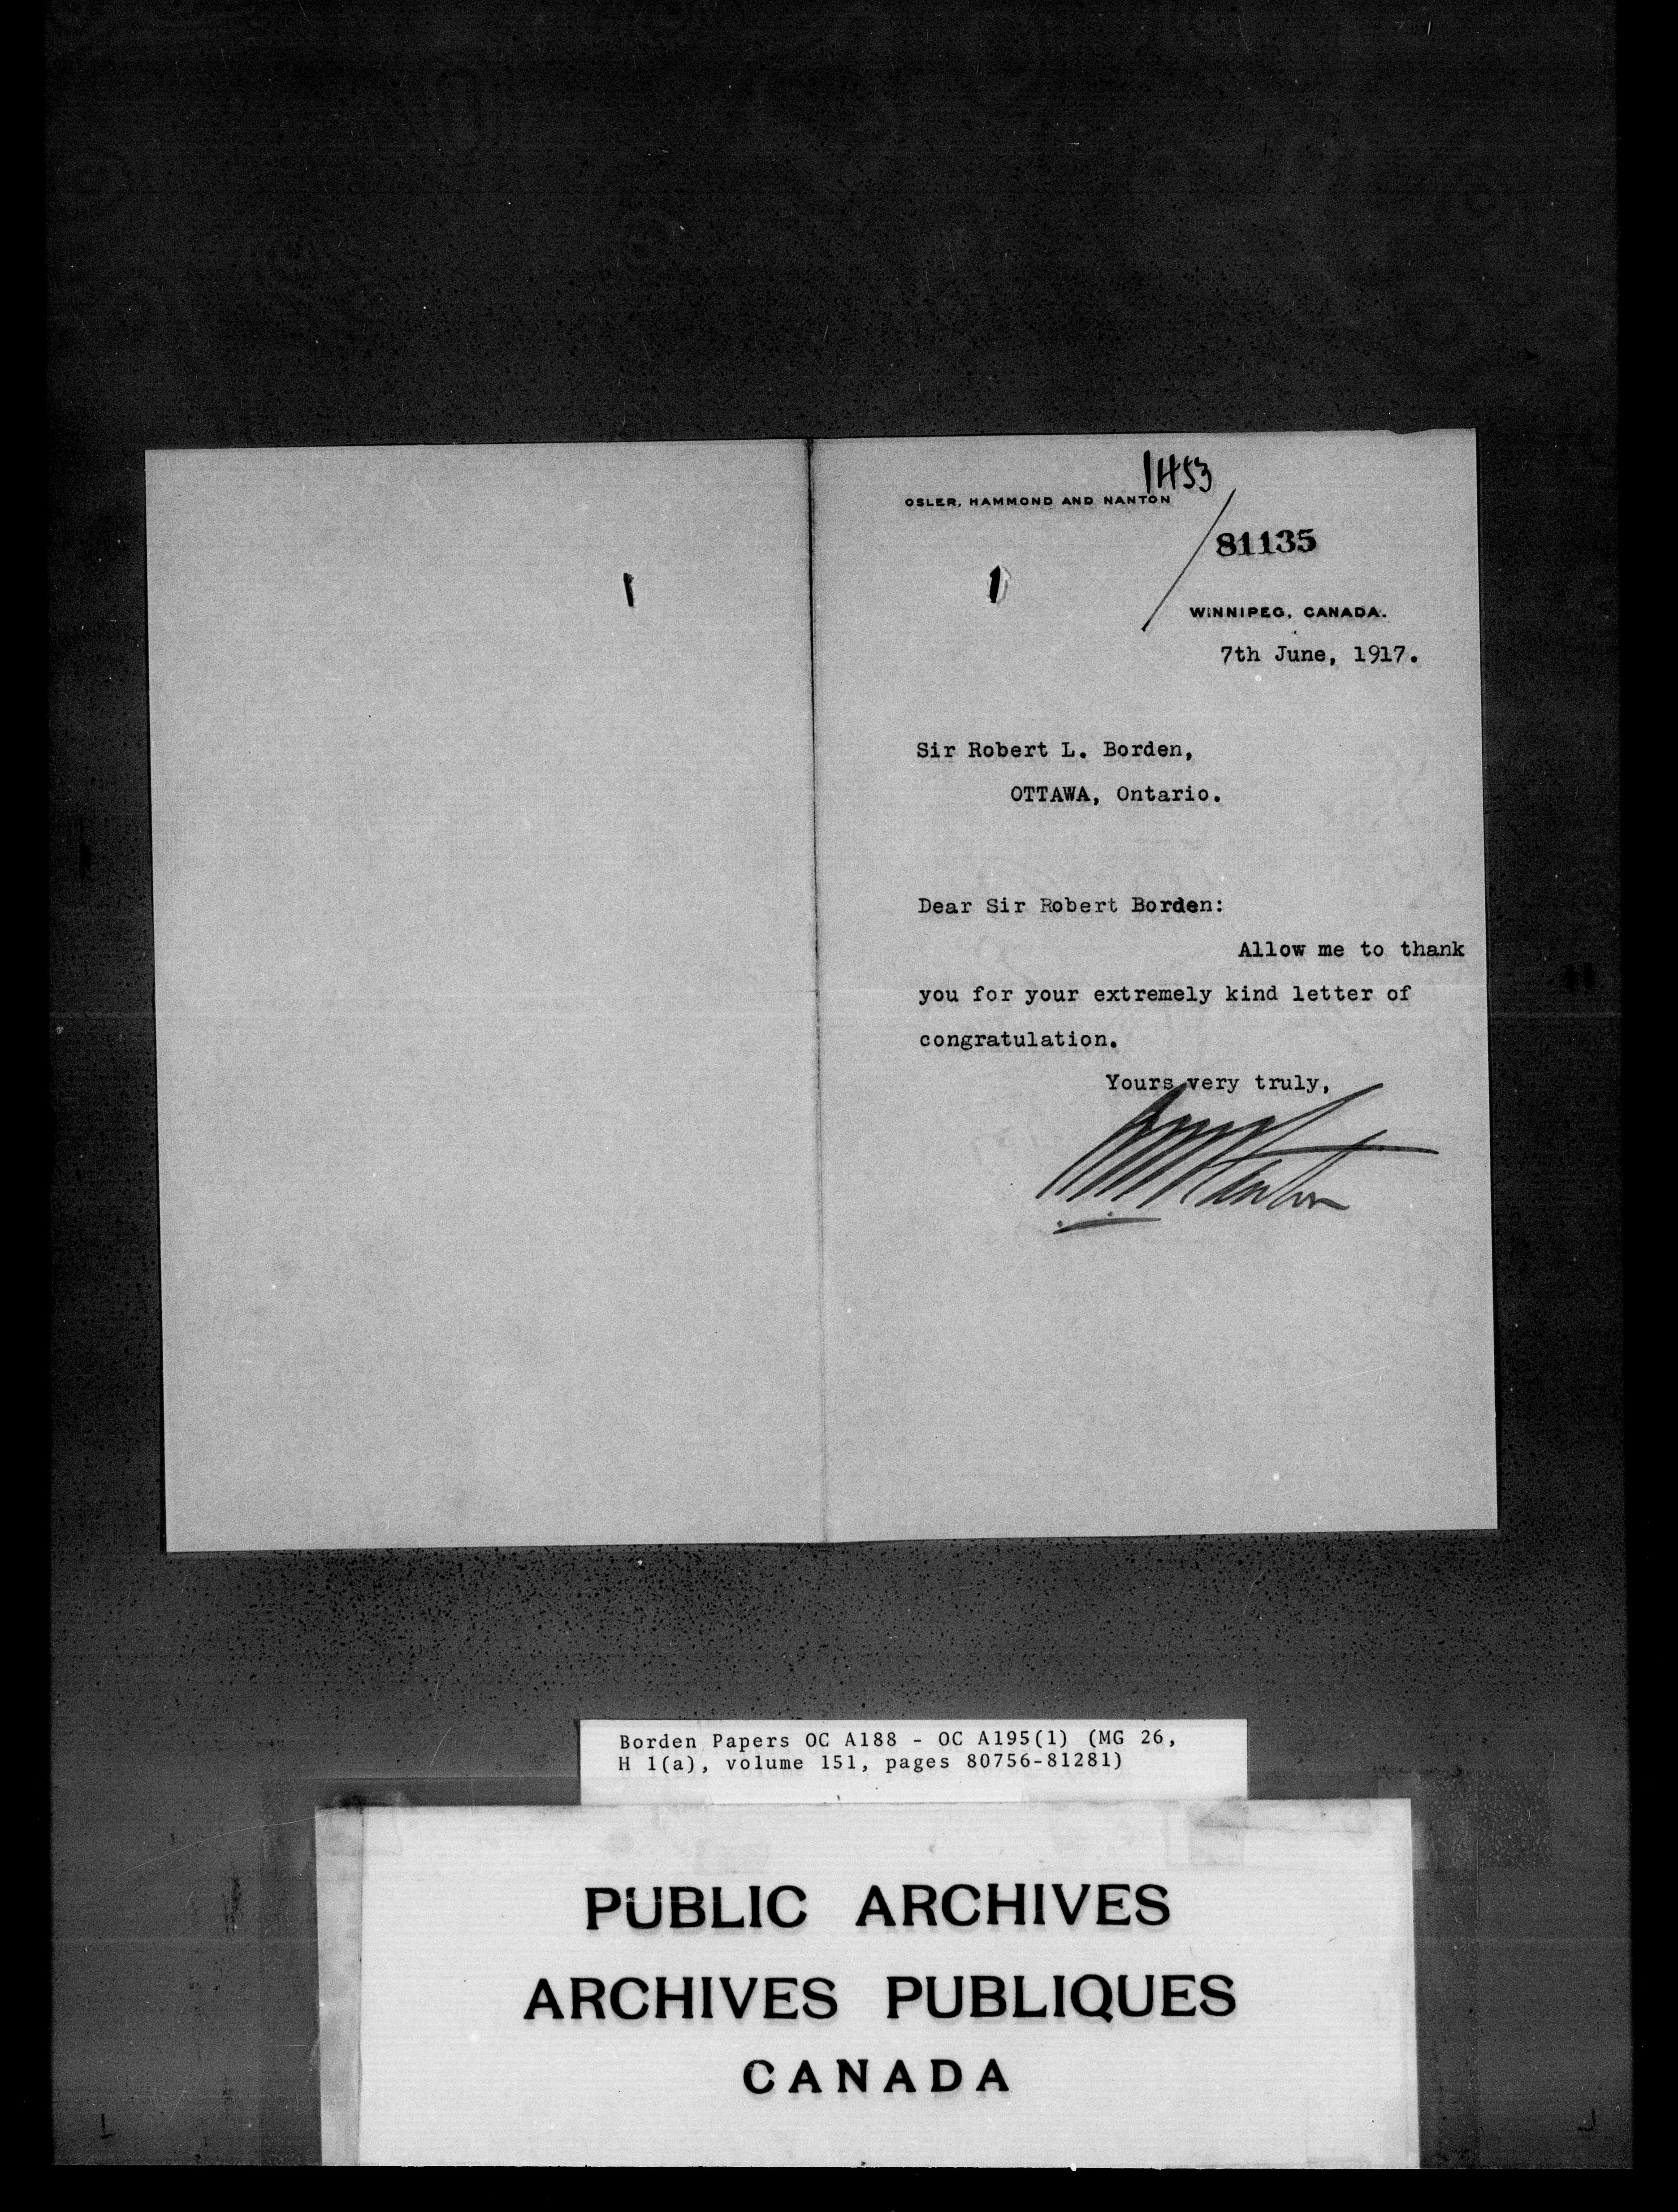 1453
OSLER, HAMMOND AND NANTON
81135
WINNIPEG, CANADA.
7th June, 1917.
Sir Robert L. Borden,
OTTAWA, Ontario.
Dear Sir Robert Borden:
Allow me to thank
you for your extremely kind letter of
congratulation.
Yours very truly,
Nanton
Borden Papers OC A188 - OC A195(1) (MG 26,
H 1(a), volume 151, pages 80756-81281)
PUBLIC ARCHIVES
ARCHIVES PUBLIQUES
CANADA